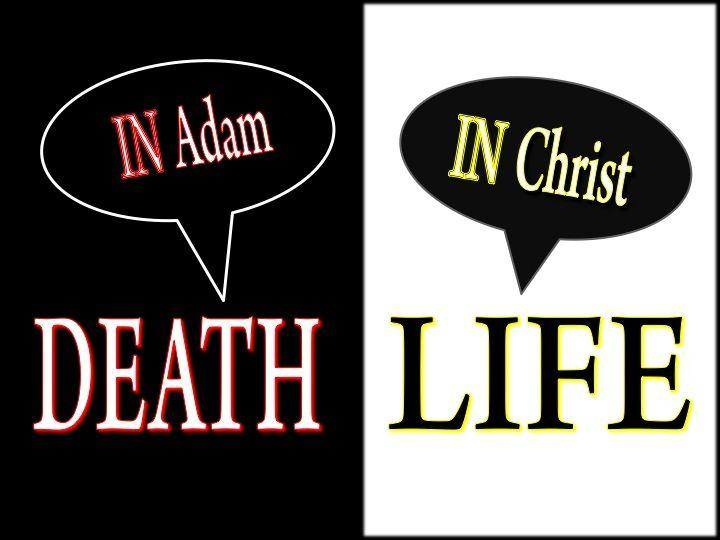 IN Adam
DEATH
IN Christ
LIFE